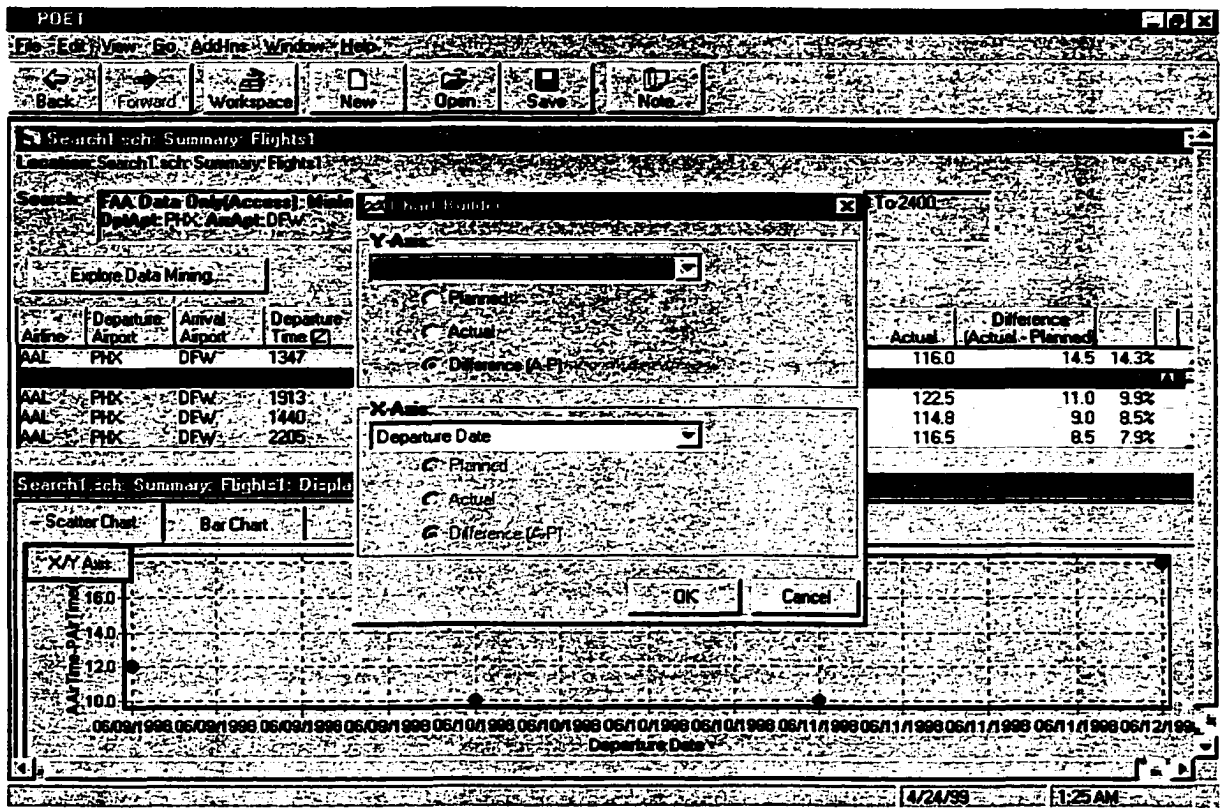 POET
File Edit View Go Add-Ins Window Help
Back Forward Workspace New Open Save Note
Search1.sch: Summary: Flights1
Location: Search1.sch: Summary: Flights1
Search: FAA Data Only(Access):
DptApt: PHX ArrApt: DFW
To 2400
Explore Data Mining
Chart Builder
Y-Axis:
Planned
Actual
Difference (A-P)
X-Axis:
Departure Date
Planned
Actual
Difference (A-P)
OK Cancel
Airline Departure Airport Arrival Airport Departure Time Actual Difference (Actual - Planned)
AAL PHX DFW 1347 116.0 14.5 14.3%
AAL PHX DFW 1913 122.5 11.0 9.9%
AAL PHX DFW 1440 114.8 9.0 8.5%
AAL PHX DFW 2205 116.5 8.5 7.9%
Search1.sch: Summary: Flights1: Displa
Scatter Chart Bar Chart
X/Y Axis
AAirTime-PAirTime
16.0
14.0
12.0
10.0
06/09/1998 06/09/1998 06/09/1998 06/09/1998 06/10/1998 06/10/1998 06/10/1998 06/10/1998 06/11/1998 06/11/1998 06/11/1998 06/11/1998 06/12/199
Departure Date
4/24/99 1:25 AM